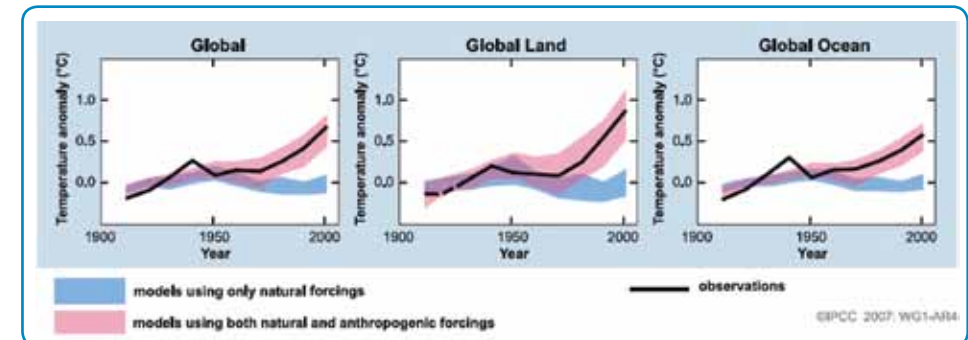 Global
Global Land
Global Ocean
Temperature anomaly (°C)
1.0
0.5
0.0
1900
1950
2000
Year
Temperature anomaly (°C)
1.0
0.5
0.0
1900
1950
2000
Year
Temperature anomaly (°C)
1.0
0.5
0.0
1900
1950
2000
Year
models using only natural forcings
observations
models using both natural and anthropogenic forcings
©IPCC 2007: WG1-AR4